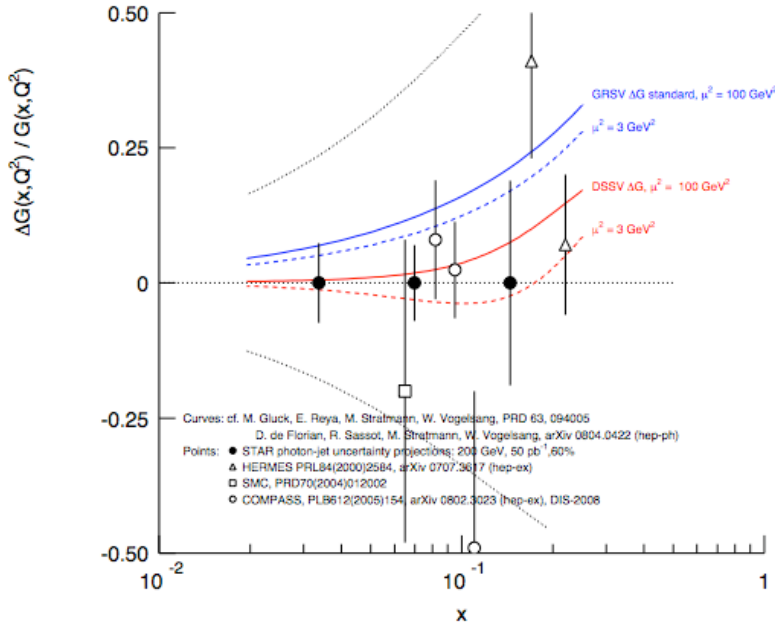 0.50
GRSV ΔG standard, μ² = 100 GeV²
μ² = 3 GeV²
0.25
DSSV ΔG, μ² = 100 GeV²
μ² = 3 GeV²
0
ΔG(x,Q²) / G(x,Q²)
-0.25
Curves: cf. M. Gluck, E. Reya, M. Stratmann, W. Vogelsang, PRD 63, 094005
D. de Florian, R. Sassot, M. Stratmann, W. Vogelsang, arXiv 0804.0422 (hep-ph)
Points: ● STAR photon-jet uncertainty projections: 200 GeV, 50 pb⁻¹,60%
△ HERMES PRL84(2000)2584, arXiv 0707.3617 (hep-ex)
□ SMC, PRD70(2004)012002
○ COMPASS, PLB612(2005)154, arXiv 0802.3023 (hep-ex), DIS-2008
-0.50
10⁻² 10⁻¹ 1
x